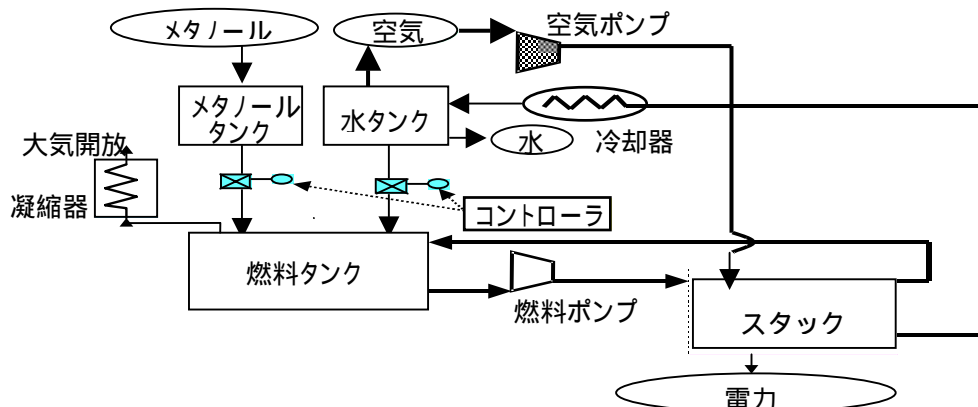 メタノール
空気
空気ポンプ
メタノール
タンク
水タンク
水
冷却器
大気開放
凝縮器
コントローラ
燃料タンク
燃料ポンプ
スタック
電力